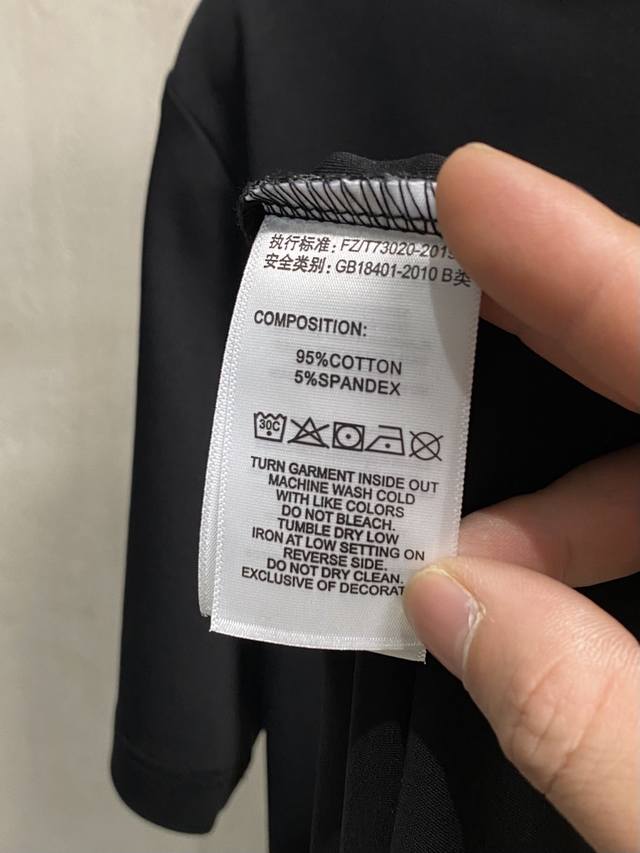 执行标准: FZ/T73020-2019
安全类别: GB18401-2010 B类
COMPOSITION:
95%COTTON
5%SPANDEX
30C
TURN GARMENT INSIDE OUT
MACHINE WASH COLD
WITH LIKE COLORS
DO NOT BLEACH.
TUMBLE DRY LOW
IRON AT LOW SETTING ON
REVERSE SIDE.
DO NOT DRY CLEAN.
EXCLUSIVE OF